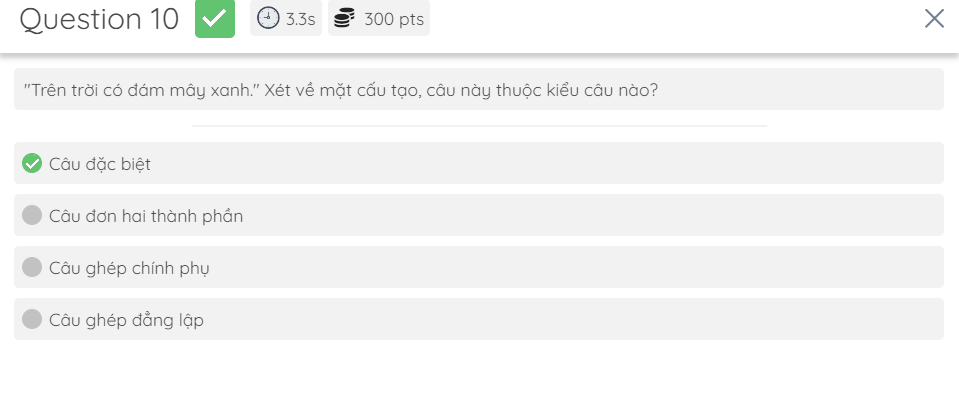 Question 10 3.3s 300 pts
"Trên trời có đám mây xanh." Xét về mặt cấu tạo, câu này thuộc kiểu câu nào?
Câu đặc biệt
Câu đơn hai thành phần
Câu ghép chính phụ
Câu ghép đẳng lập